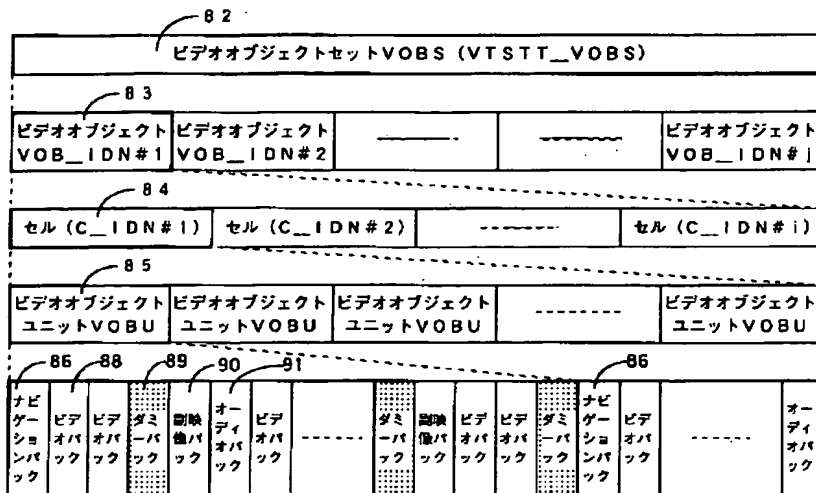 82
ビデオオブジェクトセットVOBS (VTSTT__VOBS)
83
ビデオオブジェクト
VOB__IDN#1
ビデオオブジェクト
VOB__IDN#2
ビデオオブジェクト
VOB__IDN#j
84
セル (C__IDN#1)
セル (C__IDN#2)
セル (C__IDN#i)
85
ビデオオブジェクト
ユニットVOBU
ビデオオブジェクト
ユニットVOBU
ビデオオブジェクト
ユニットVOBU
ビデオオブジェクト
ユニットVOBU
86
88
89
90
91
86
ナビゲーションパック
ビデオパック
ビデオパック
ダミーパック
副映像パック
オーディオパック
ビデオパック
ダミーパック
副映像パック
ビデオパック
ビデオパック
ダミーパック
ナビゲーションパック
ビデオパック
オーディオパック